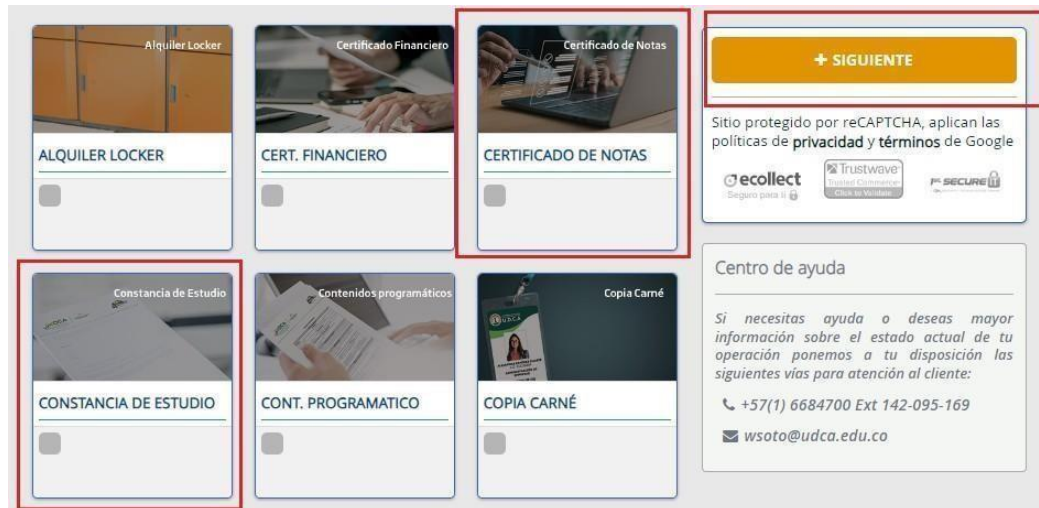 Alquiler Locker
ALQUILER LOCKER
Certificado Financiero
CERT. FINANCIERO
Certificado de Notas
CERTIFICADO DE NOTAS
Constancia de Estudio
CONSTANCIA DE ESTUDIO
Contenidos programáticos
CONT. PROGRAMATICO
Copia Carné
UDCA
COPIA CARNÉ
+ SIGUIENTE
Sitio protegido por reCAPTCHA, aplican las
políticas de privacidad y términos de Google
ecollect
Seguro para ti
Trustwave
Trusted Commerce
Click to Validate
SECURE
Centro de ayuda
Si necesitas ayuda o deseas mayor
información sobre el estado actual de tu
operación ponemos a tu disposición las
siguientes vías para atención al cliente:
+57(1) 6684700 Ext 142-095-169
wsoto@udca.edu.co